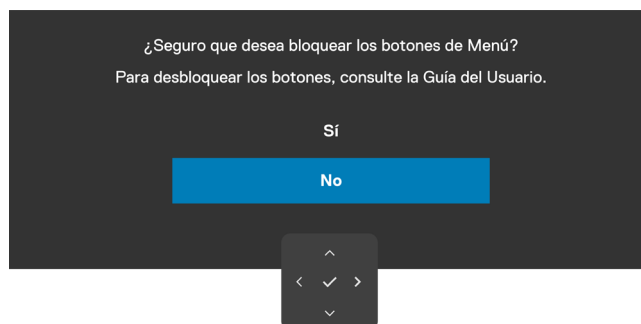 ¿Seguro que desea bloquear los botones de Menú?
Para desbloquear los botones, consulte la Guía del Usuario.
Sí
No